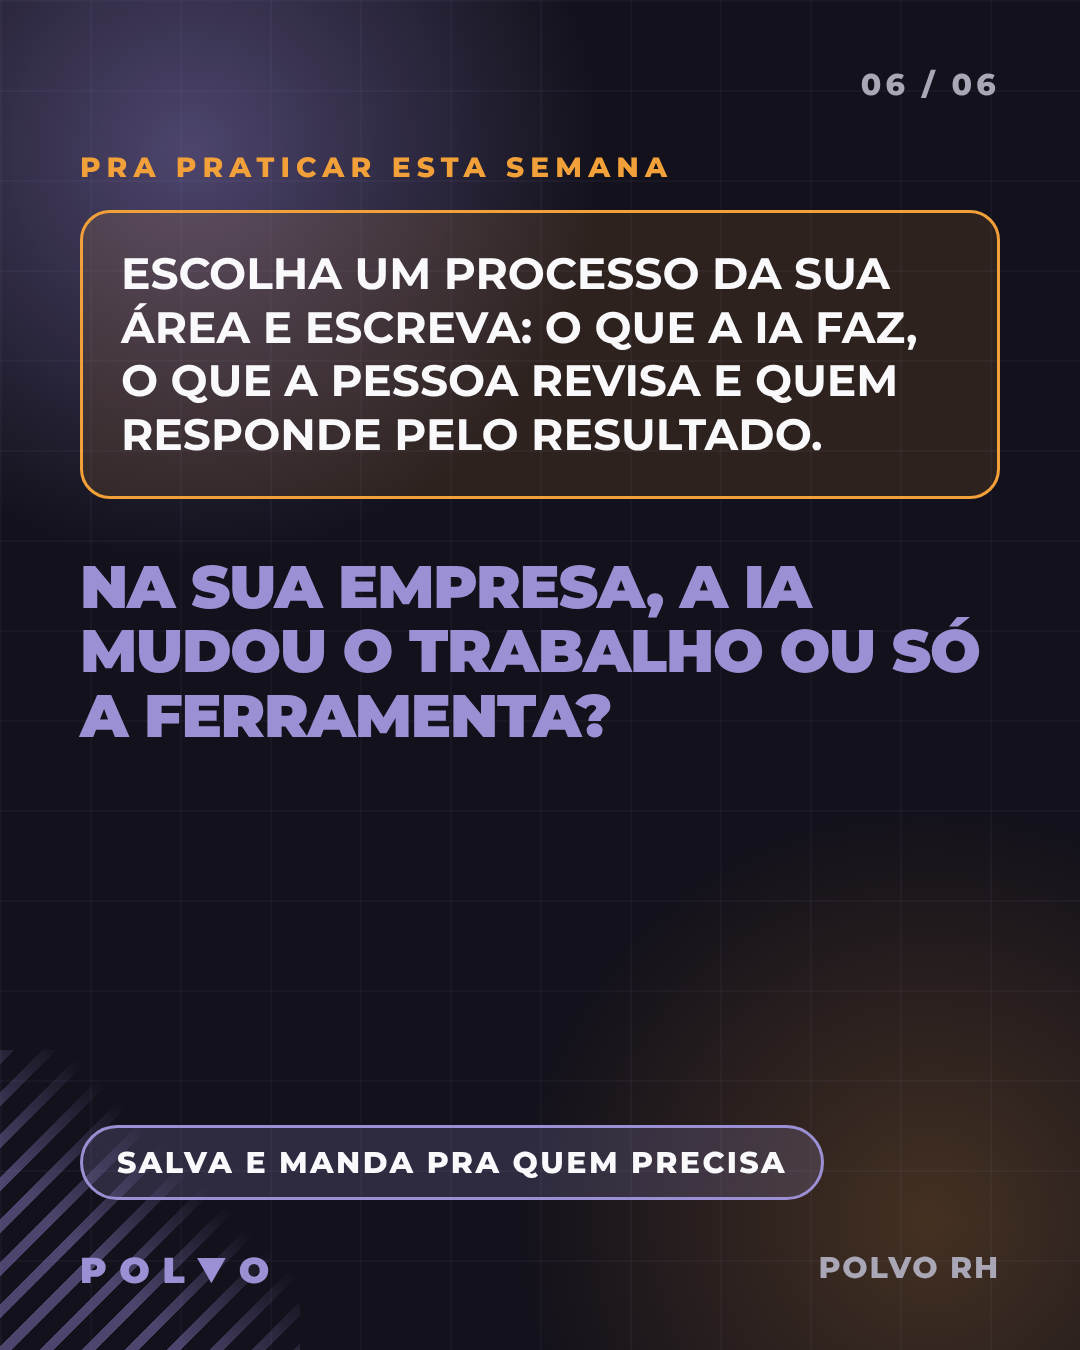 06 / 06
PRA PRATICAR ESTA SEMANA
ESCOLHA UM PROCESSO DA SUA
ÁREA E ESCREVA: O QUE A IA FAZ,
O QUE A PESSOA REVISA E QUEM
RESPONDE PELO RESULTADO.
NA SUA EMPRESA, A IA
MUDOU O TRABALHO OU SÓ
A FERRAMENTA?
SALVA E MANDA PRA QUEM PRECISA
POLVO
POLVO RH